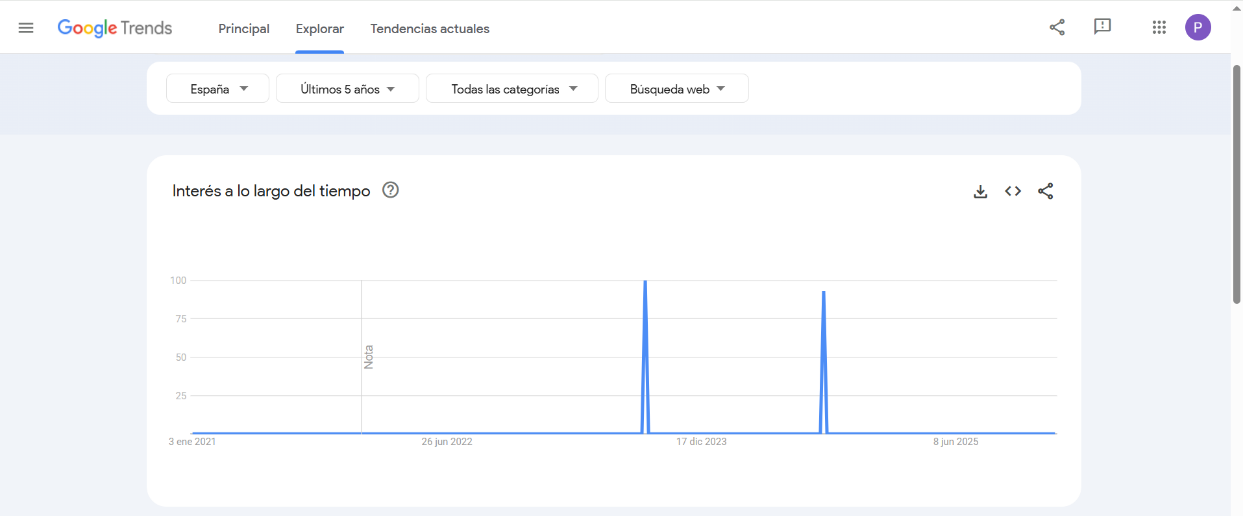 Google Trends Principal Explorar Tendencias actuales P
España Últimos 5 años Todas las categorías Búsqueda web
Interés a lo largo del tiempo ?
100
75
50
25
Nota
3 ene 2021 26 jun 2022 17 dic 2023 8 jun 2025